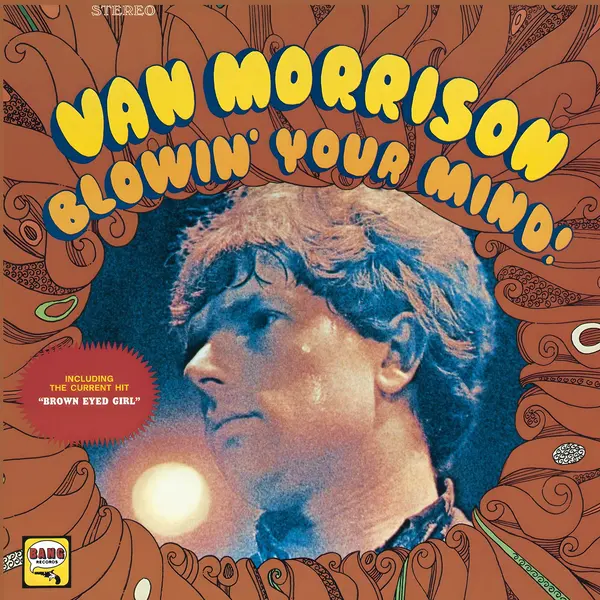 STEREO
VAN MORRISON
BLOWIN' YOUR MIND!
INCLUDING
THE CURRENT HIT
"BROWN EYED GIRL"
BANG
RECORDS